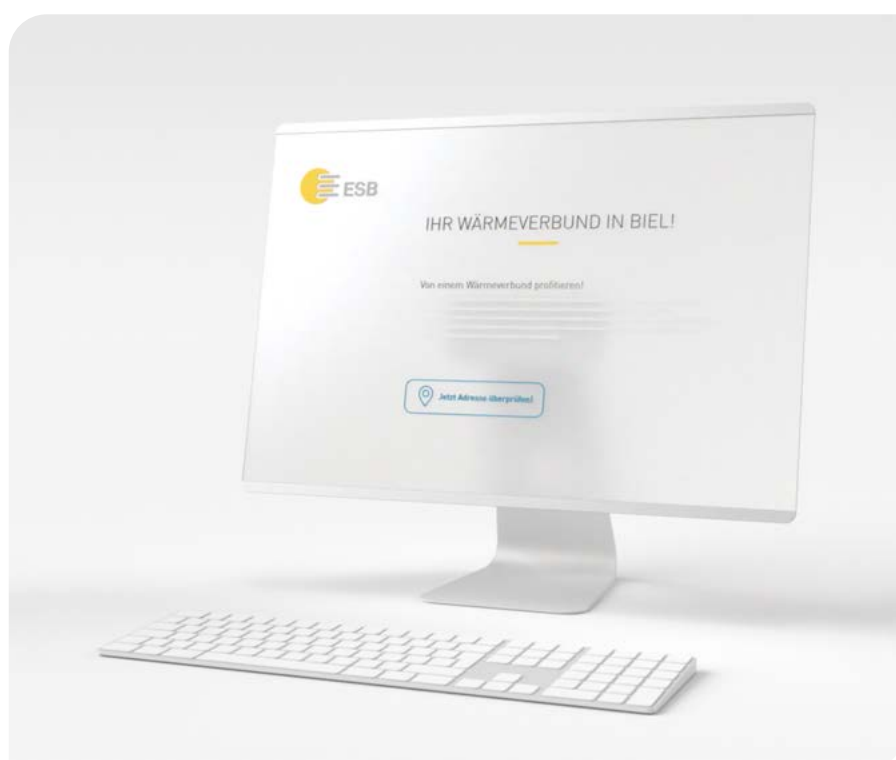 ESB
IHR WÄRMEVERBUND IN BIEL!
Von einem Wärmeverbund profitieren!
Jetzt Adresse überprüfen!